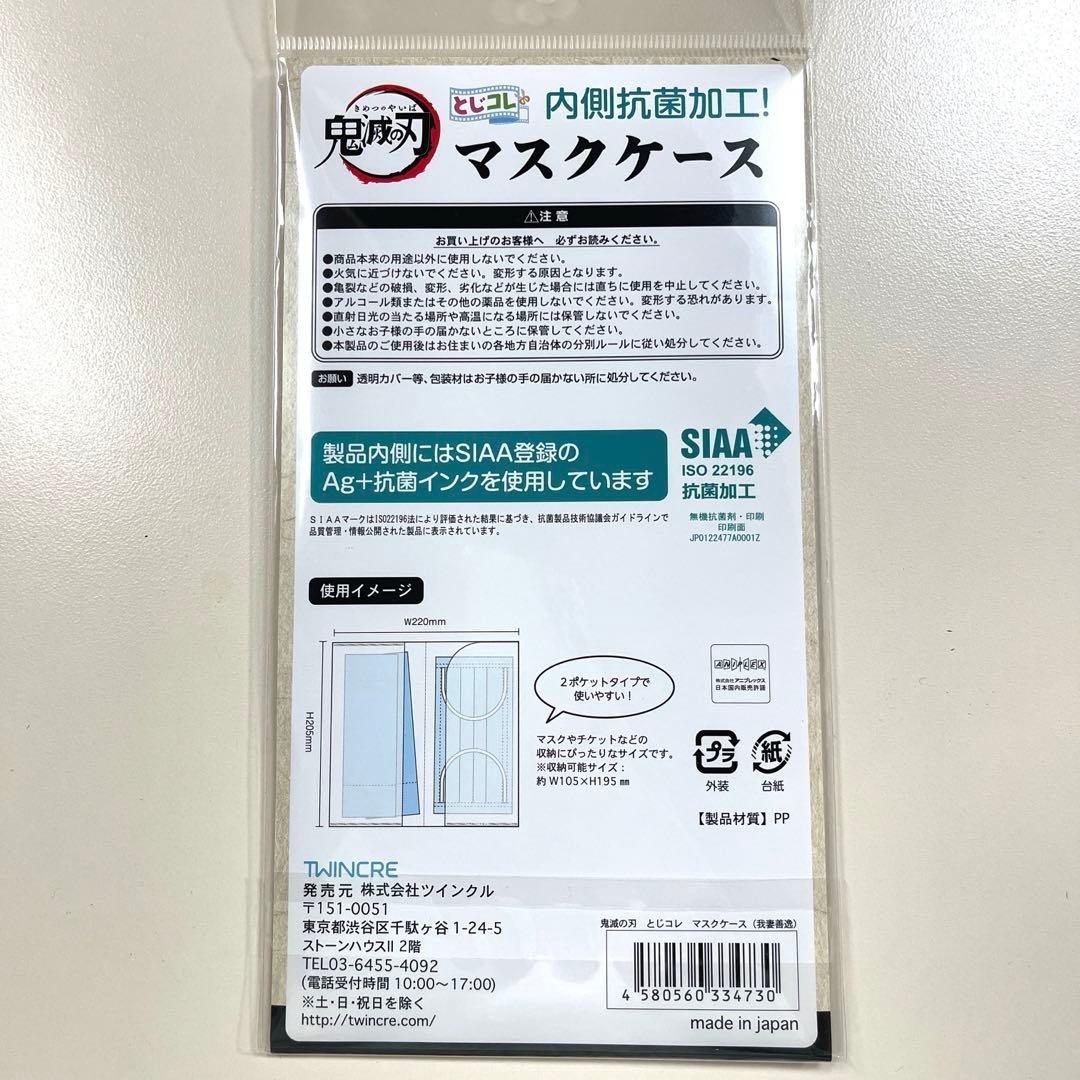 きめつのやいば
鬼滅の刃
とじコレ
内側抗菌加工!
マスクケース
⚠注意
お買い上げのお客様へ 必ずお読みください。
●商品本来の用途以外に使用しないでください。
●火気に近づけないでください。変形する原因となります。
●亀裂などの破損、変形、劣化などが生じた場合には直ちに使用を中止してください。
●アルコール類またはその他の薬品を使用しないでください。変形する恐れがあります。
●直射日光の当たる場所や高温になる場所には保管しないでください。
●小さなお子様の手の届かないところに保管してください。
●本製品のご使用後はお住まいの各地方自治体の分別ルールに従い処分してください。
お願い 透明カバー等、包装材はお子様の手の届かない所に処分してください。
製品内側にはSIAA登録の
Ag+抗菌インクを使用しています
SIAA
ISO 22196
抗菌加工
無機抗菌剤・印刷
印刷面
JP0122477A0001Z
SIAAマークはISO22196法により評価された結果に基づき、抗菌製品技術協議会ガイドラインで
品質管理・情報公開された製品に表示されています。
使用イメージ
W220mm
H205mm
2ポケットタイプで
使いやすい!
マスクやチケットなどの
収納にぴったりなサイズです。
※収納可能サイズ:
約 W105×H195 ㎜
ANIPLEX
株式会社アニプレックス
日本国内販売許諾
プラ
外装
紙
台紙
【製品材質】PP
TWINCRE
発売元 株式会社ツインクル
〒151-0051
東京都渋谷区千駄ヶ谷 1-24-5
ストーンハウスII 2階
TEL03-6455-4092
(電話受付時間 10:00~17:00)
※土・日・祝日を除く
http://twincre.com/
鬼滅の刃 とじコレ マスクケース(我妻善逸)
4 580560 334730
made in japan